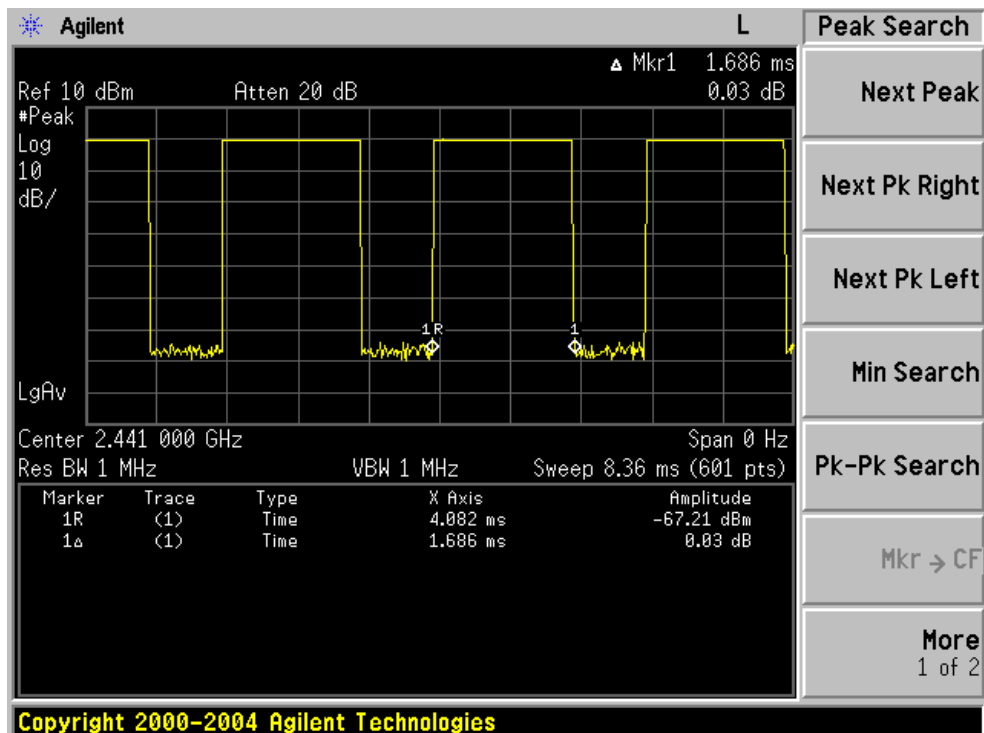 Agilent L Peak Search
Δ Mkr1 1.686 ms
Ref 10 dBm Atten 20 dB 0.03 dB
#Peak
Log
10
dB/
1R 1
LgAv
Center 2.441 000 GHz Span 0 Hz
Res BW 1 MHz VBW 1 MHz Sweep 8.36 ms (601 pts)
Marker Trace Type X Axis Amplitude
1R (1) Time 4.082 ms -67.21 dBm
1Δ (1) Time 1.686 ms 0.03 dB
Next Peak
Next Pk Right
Next Pk Left
Min Search
Pk-Pk Search
Mkr → CF
More
1 of 2
Copyright 2000-2004 Agilent Technologies